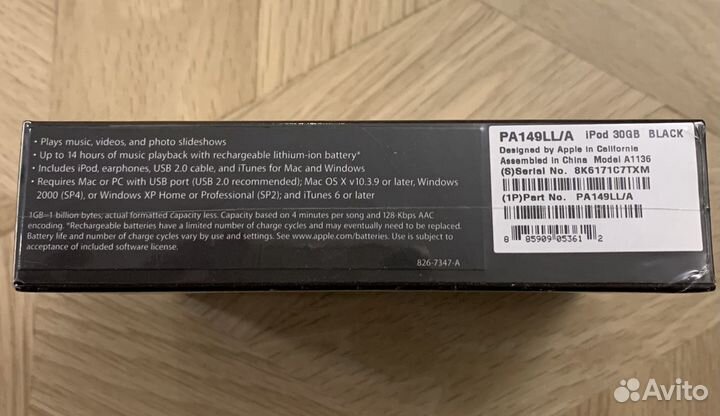 • Plays music, videos, and photo slideshows
• Up to 14 hours of music playback with rechargeable lithium-ion battery*
• Includes iPod, earphones, USB 2.0 cable, and iTunes for Mac and Windows
• Requires Mac or PC with USB port (USB 2.0 recommended); Mac OS X v10.3.9 or later, Windows
2000 (SP4), or Windows XP Home or Professional (SP2); and iTunes 6 or later
1GB=1 billion bytes; actual formatted capacity less. Capacity based on 4 minutes per song and 128-Kbps AAC
encoding. *Rechargeable batteries have a limited number of charge cycles and may eventually need to be replaced.
Battery life and number of charge cycles vary by use and settings. See www.apple.com/batteries. Use is subject to
acceptance of included software license.
826-7347-A
PA149LL/A iPod 30GB BLACK
Designed by Apple in California
Assembled in China Model A1136
(S)Serial No. 8K6171C7TXM
(1P)Part No. PA149LL/A
8 85909 05361 2
Avito